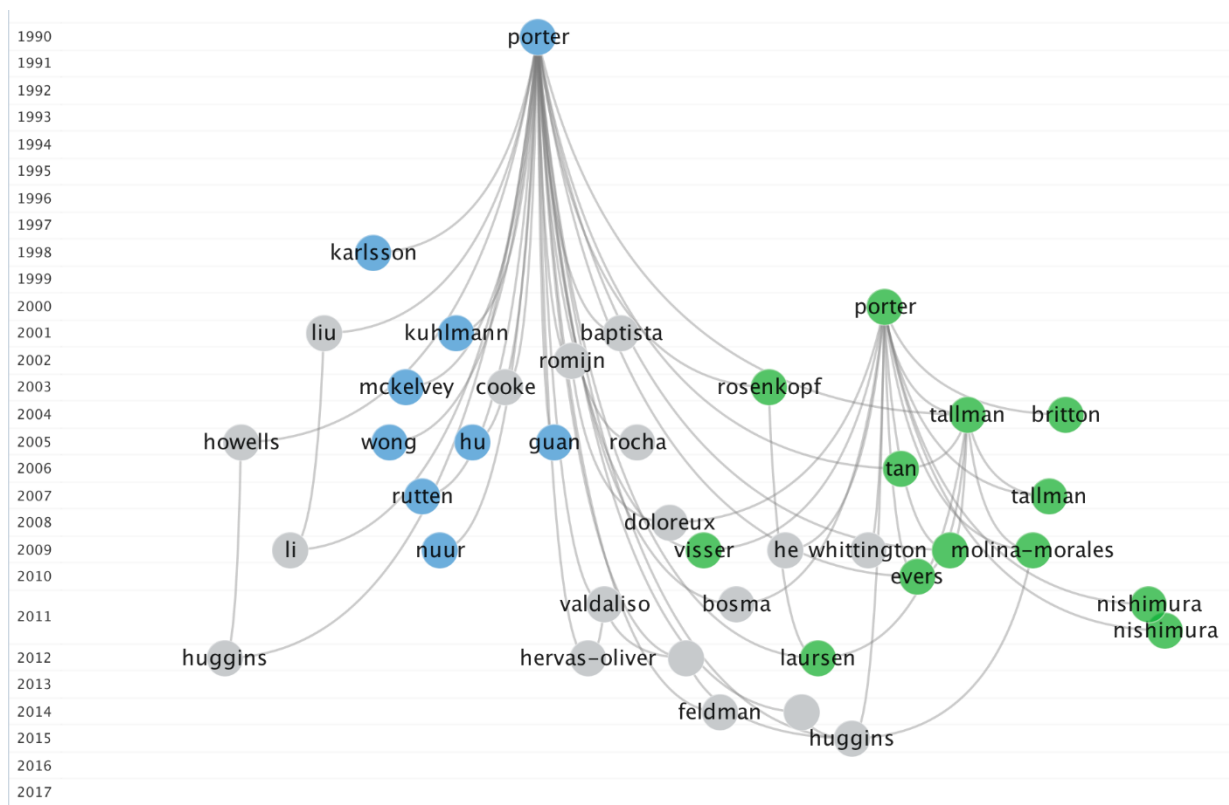 1990
porter
1991
1992
1993
1994
1995
1996
1997
1998
karlsson
1999
2000
porter
2001
liu
kuhlmann
baptista
2002
romijn
2003
mckelvey
cooke
rosenkopf
2004
tallman
britton
2005
howells
wong
hu
guan
rocha
2006
tan
2007
rutten
tallman
2008
doloreux
2009
li
nuur
visser
he
whittington
molina-morales
2010
evers
2011
valdaliso
bosma
nishimura
nishimura
2012
huggins
hervas-oliver
laursen
2013
2014
feldman
2015
huggins
2016
2017